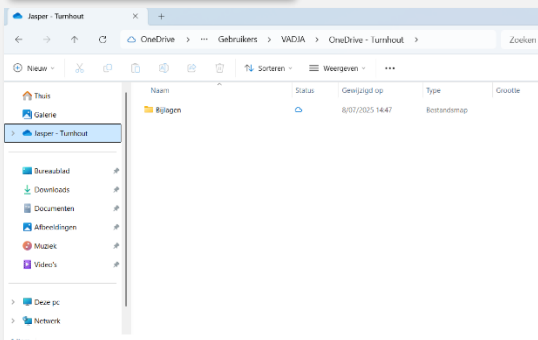 Jasper - Turnhout
OneDrive > ... Gebruikers > VADJA > OneDrive - Turnhout > Zoeken
Nieuw Sorteren Weergeven ...
Thuis
Galerie
Jasper - Turnhout
Bureaublad
Downloads
Documenten
Afbeeldingen
Muziek
Video's
Deze pc
Netwerk
Naam Status Gewijzigd op Type Grootte
Bijlagen 8/07/2025 14:47 Bestandsmap